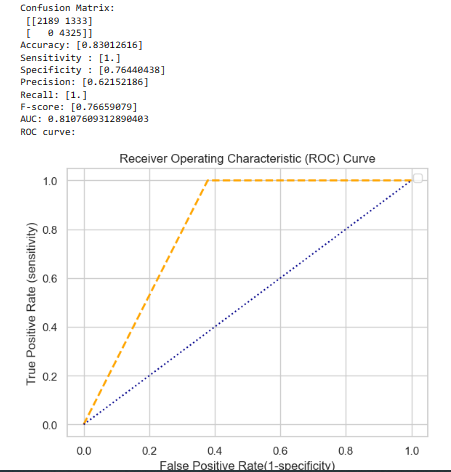 Confusion Matrix:
[[2189 1333]
[ 0 4325]]
Accuracy: [0.83012616]
Sensitivity : [1.]
Specificity : [0.76440438]
Precision: [0.62152186]
Recall: [1.]
F-score: [0.76659079]
AUC: 0.8107609312890403
ROC curve:
Receiver Operating Characteristic (ROC) Curve
True Positive Rate (sensitivity)
1.0
0.8
0.6
0.4
0.2
0.0
0.0 0.2 0.4 0.6 0.8 1.0
False Positive Rate(1-specificity)